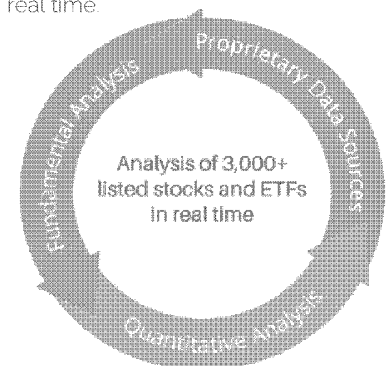 real time.
Fundamental Analysis
Proprietary Data Sources
Analysis of 3,000+
listed stocks and ETFs
in real time
Quantitative Analysis